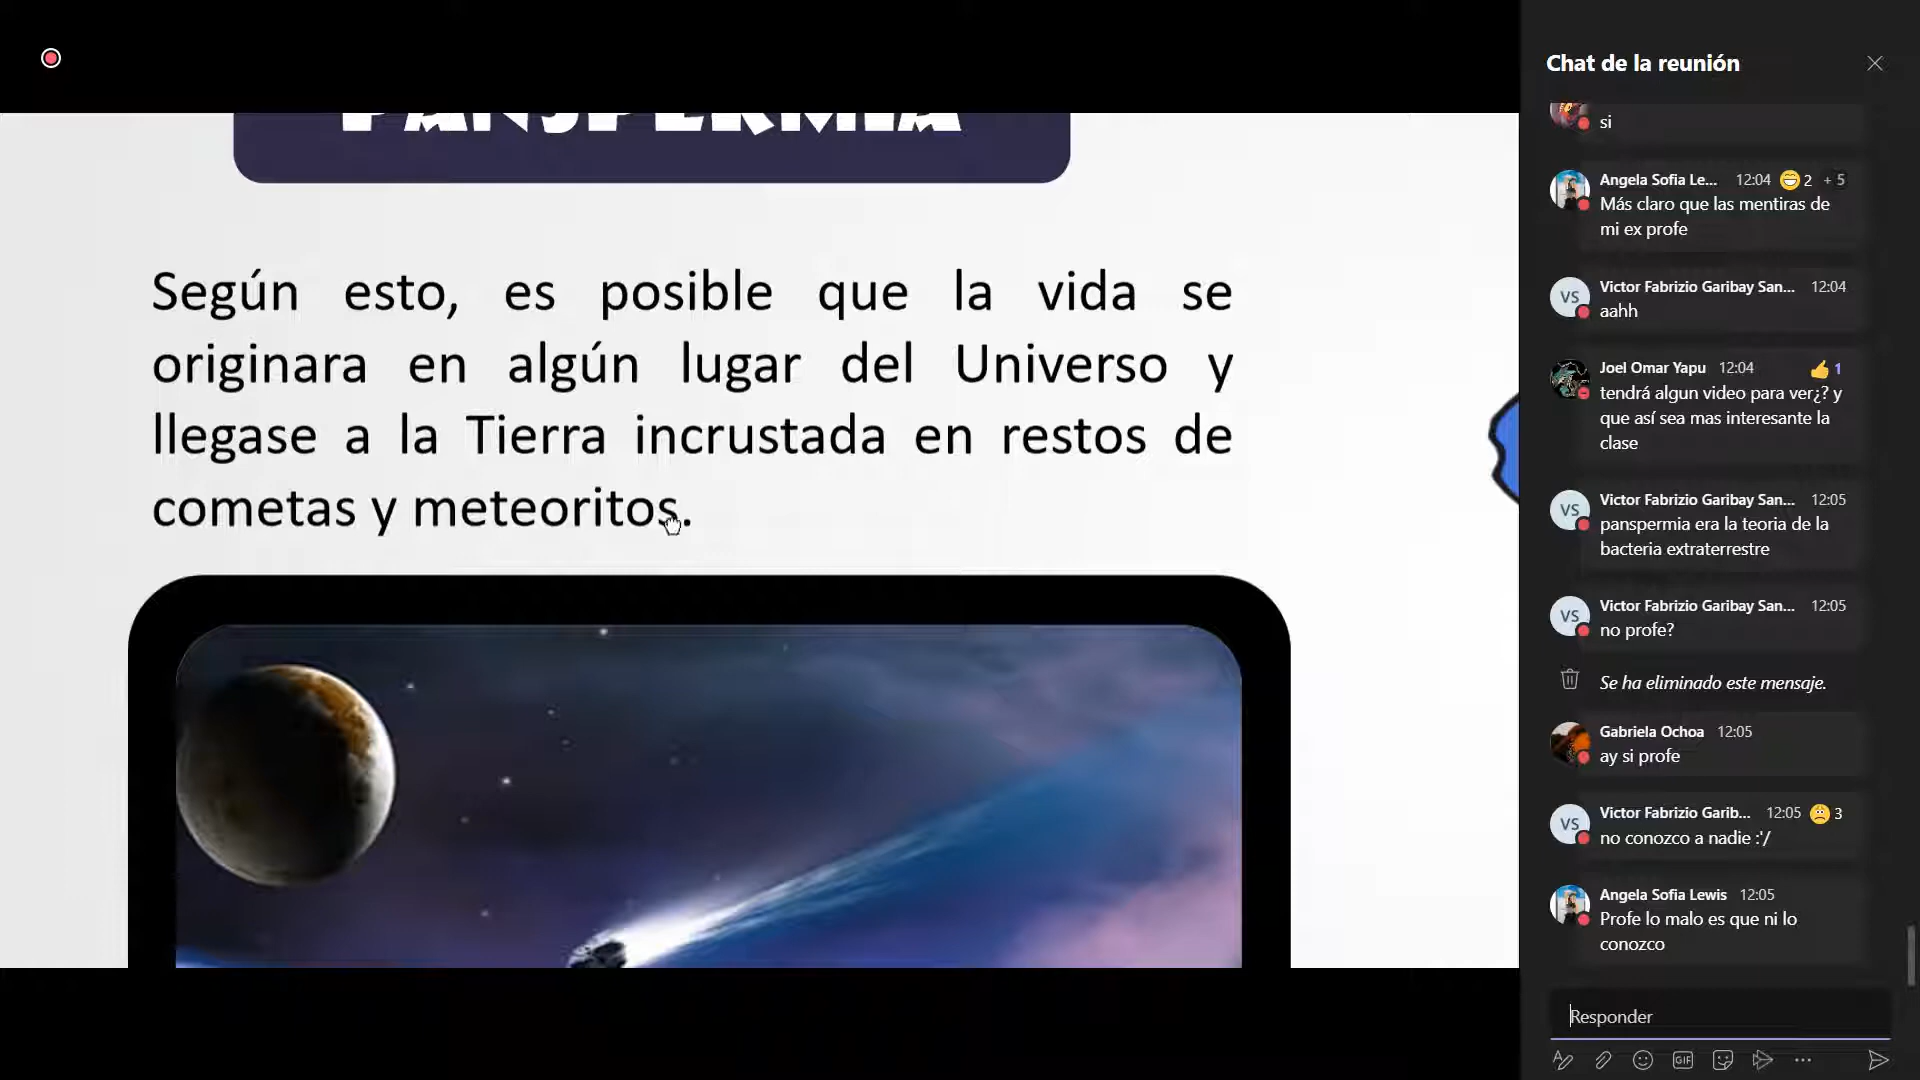 PANSPERMIA
Según esto, es posible que la vida se
originara en algún lugar del Universo y
llegase a la Tierra incrustada en restos de
cometas y meteoritos.
Chat de la reunión
si
Angela Sofia Le... 12:04 2 + 5
Más claro que las mentiras de
mi ex profe
VS
Victor Fabrizio Garibay San... 12:04
aahh
Joel Omar Yapu 12:04 1
tendrá algun video para ver¿? y
que así sea mas interesante la
clase
VS
Victor Fabrizio Garibay San... 12:05
panspermia era la teoria de la
bacteria extraterrestre
VS
Victor Fabrizio Garibay San... 12:05
no profe?
Se ha eliminado este mensaje.
Gabriela Ochoa 12:05
ay si profe
VS
Victor Fabrizio Garib... 12:05 3
no conozco a nadie :'/
Angela Sofia Lewis 12:05
Profe lo malo es que ni lo
conozco
Responder
GIF